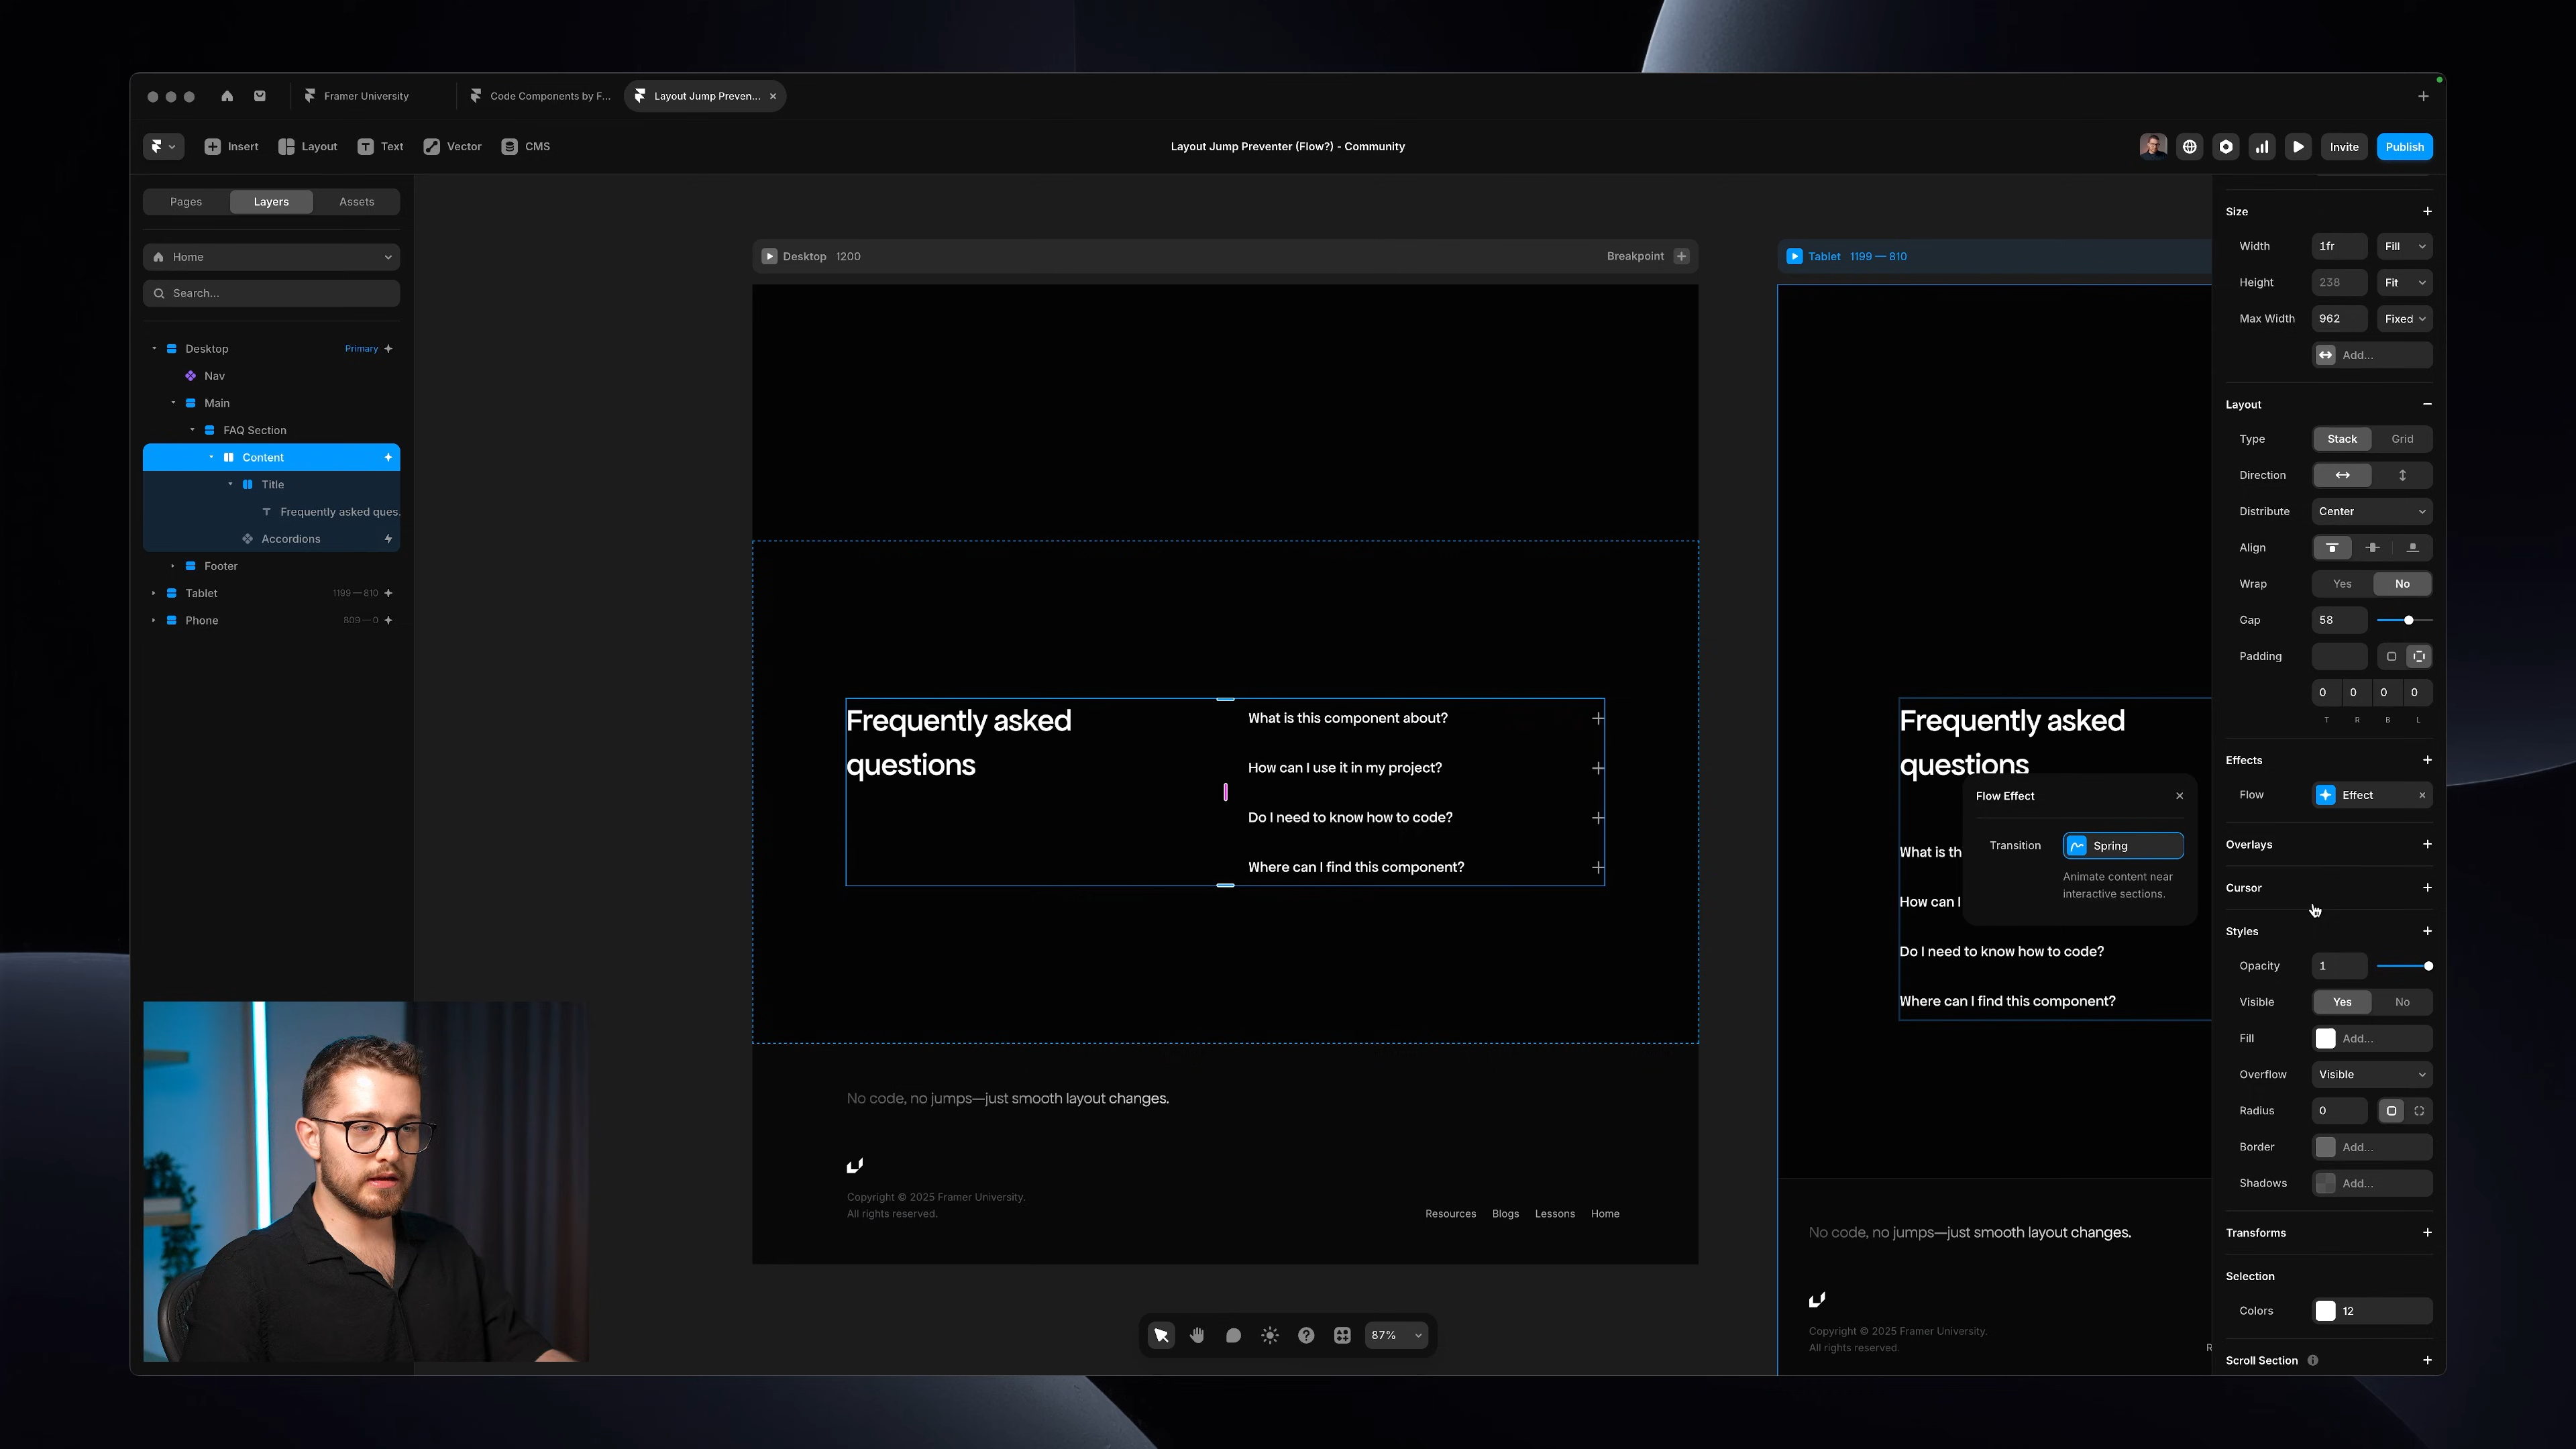 Framer University
Code Components by F...
Layout Jump Preven...
Insert
Layout
Text
Vector
CMS
Layout Jump Preventer (Flow?) - Community
Invite
Publish
Pages
Layers
Assets
Home
Search...
Desktop
Primary
Nav
Main
FAQ Section
Content
Title
Frequently asked ques.
Accordions
Footer
Tablet
1199 — 810
Phone
809 — 0
Desktop 1200
Breakpoint
Frequently asked
questions
What is this component about?
How can I use it in my project?
Do I need to know how to code?
Where can I find this component?
No code, no jumps—just smooth layout changes.
Copyright © 2025 Framer University.
All rights reserved.
Resources
Blogs
Lessons
Home
87%
Tablet 1199 — 810
Frequently asked
questions
What is th
How can I
Do I need to know how to code?
Where can I find this component?
Flow Effect
Transition
Spring
Animate content near
interactive sections.
No code, no jumps—just smooth layout changes.
Copyright © 2025 Framer University.
All rights reserved.
R
Size
Width 1fr Fill
Height 238 Fit
Max Width 962 Fixed
Add...
Layout
Type Stack Grid
Direction
Distribute Center
Align
Wrap Yes No
Gap 58
Padding
0 0 0 0
T R B L
Effects
Flow Effect
Overlays
Cursor
Styles
Opacity 1
Visible Yes No
Fill Add...
Overflow Visible
Radius 0
Border Add...
Shadows Add...
Transforms
Selection
Colors 12
Scroll Section